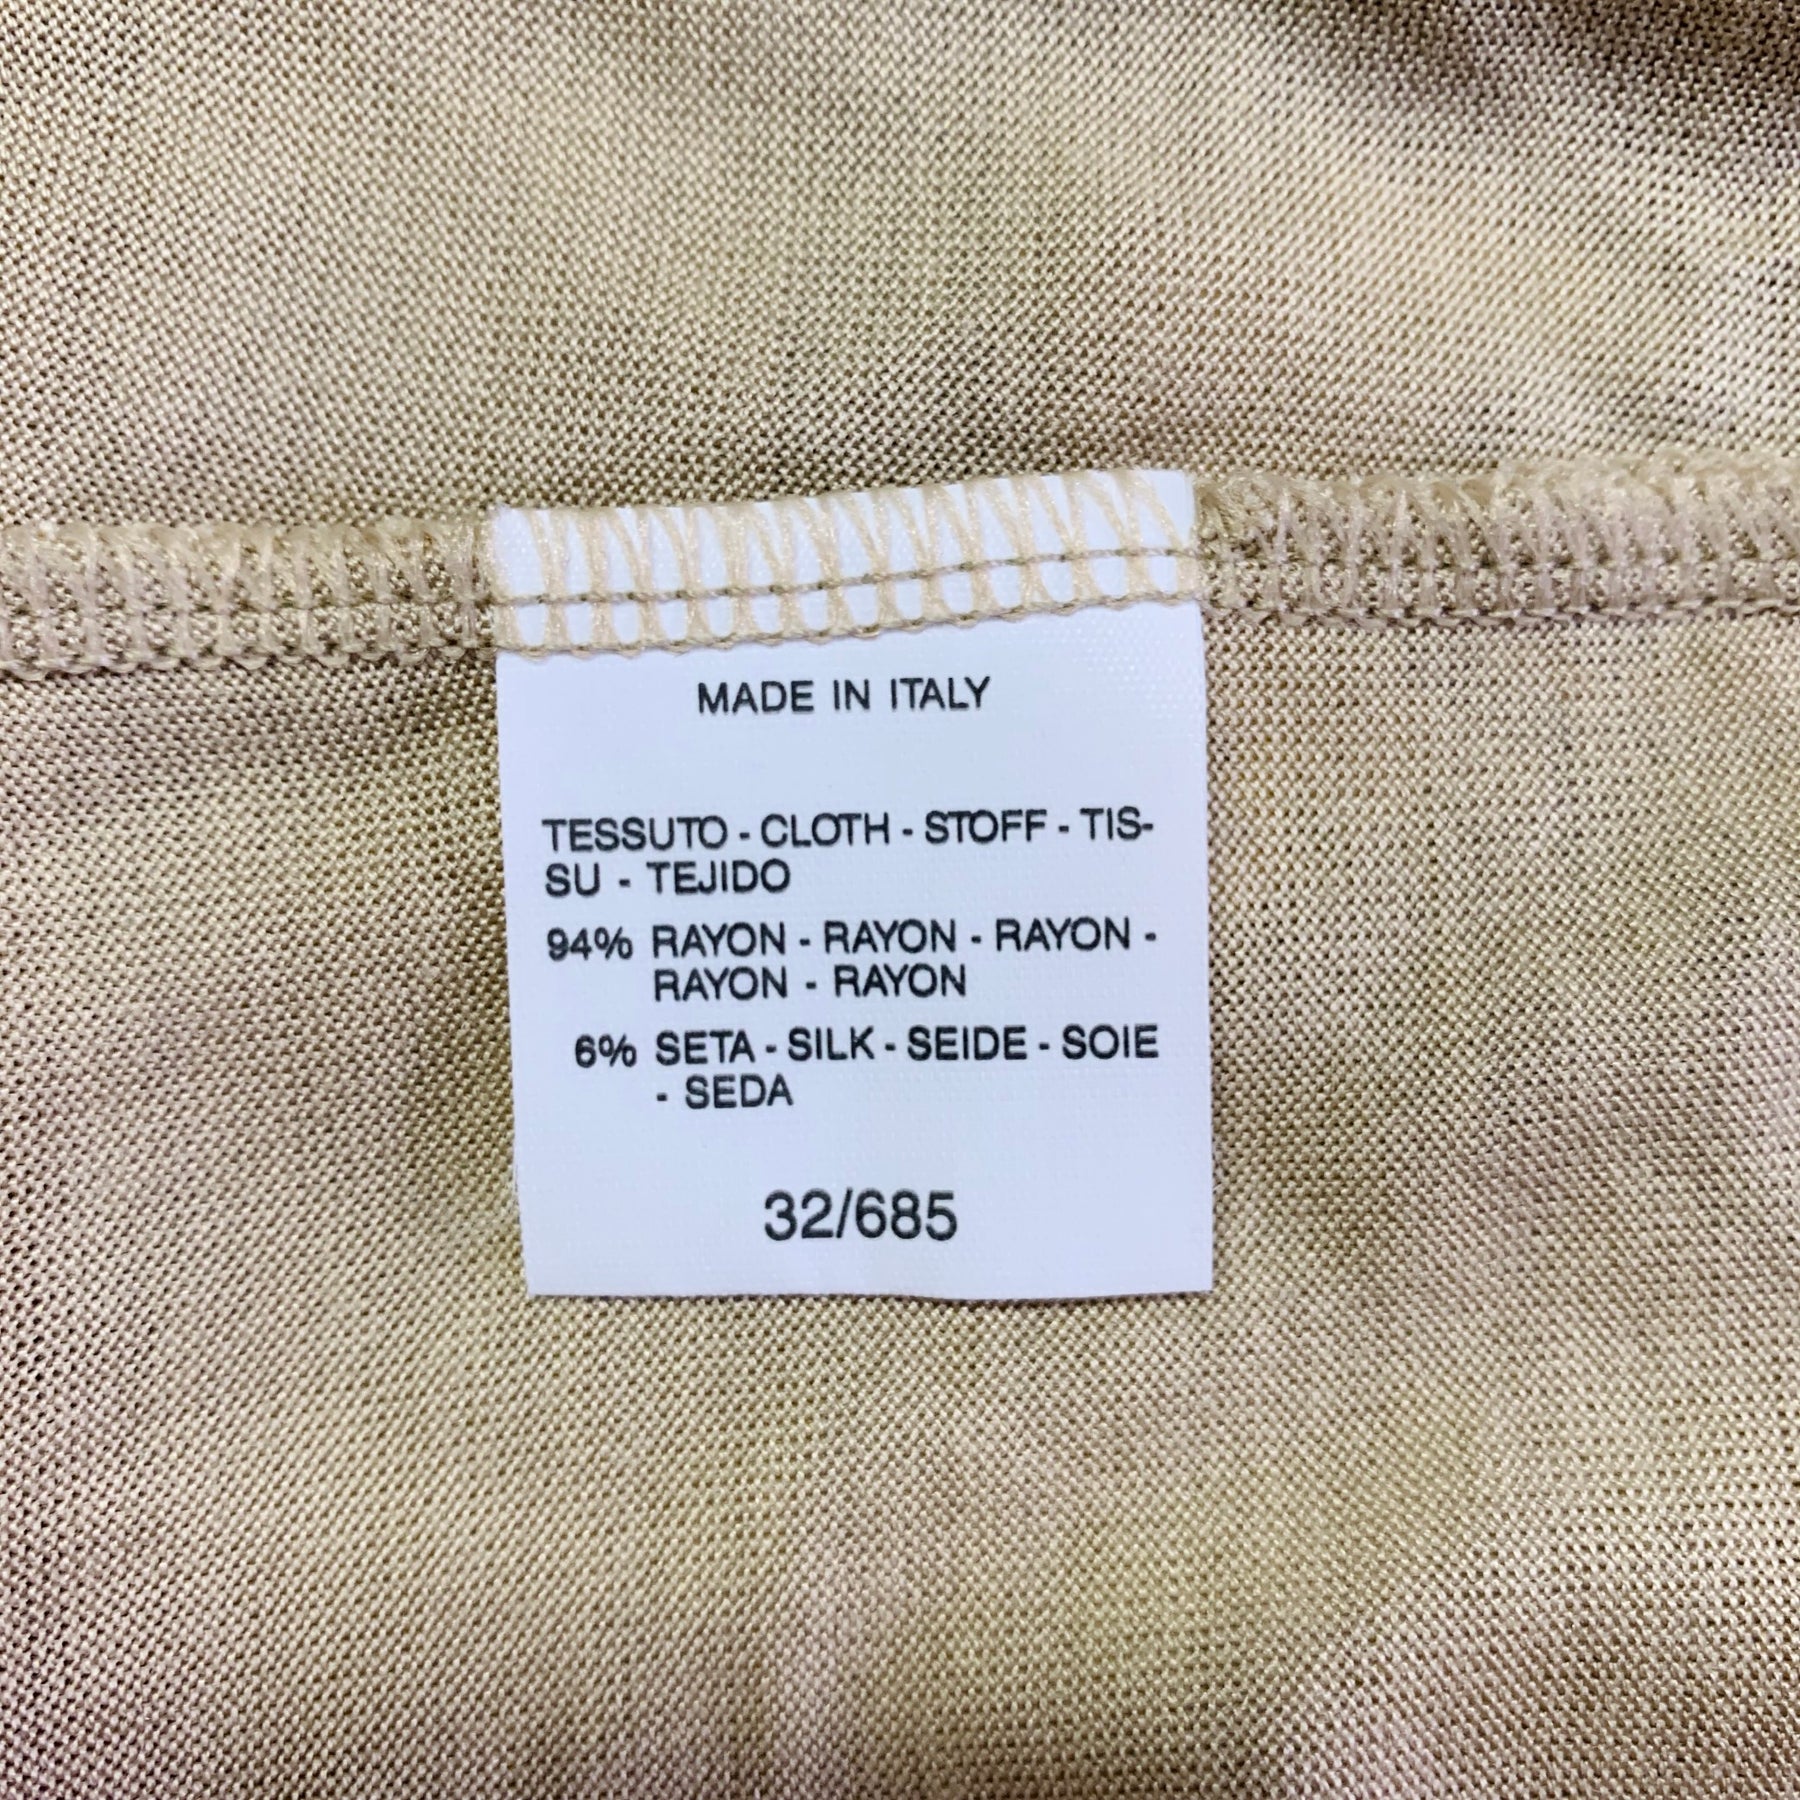 MADE IN ITALY
TESSUTO - CLOTH - STOFF - TIS-
SU - TEJIDO
94% RAYON - RAYON - RAYON -
RAYON - RAYON
6% SETA - SILK - SEIDE - SOIE
- SEDA
32/685